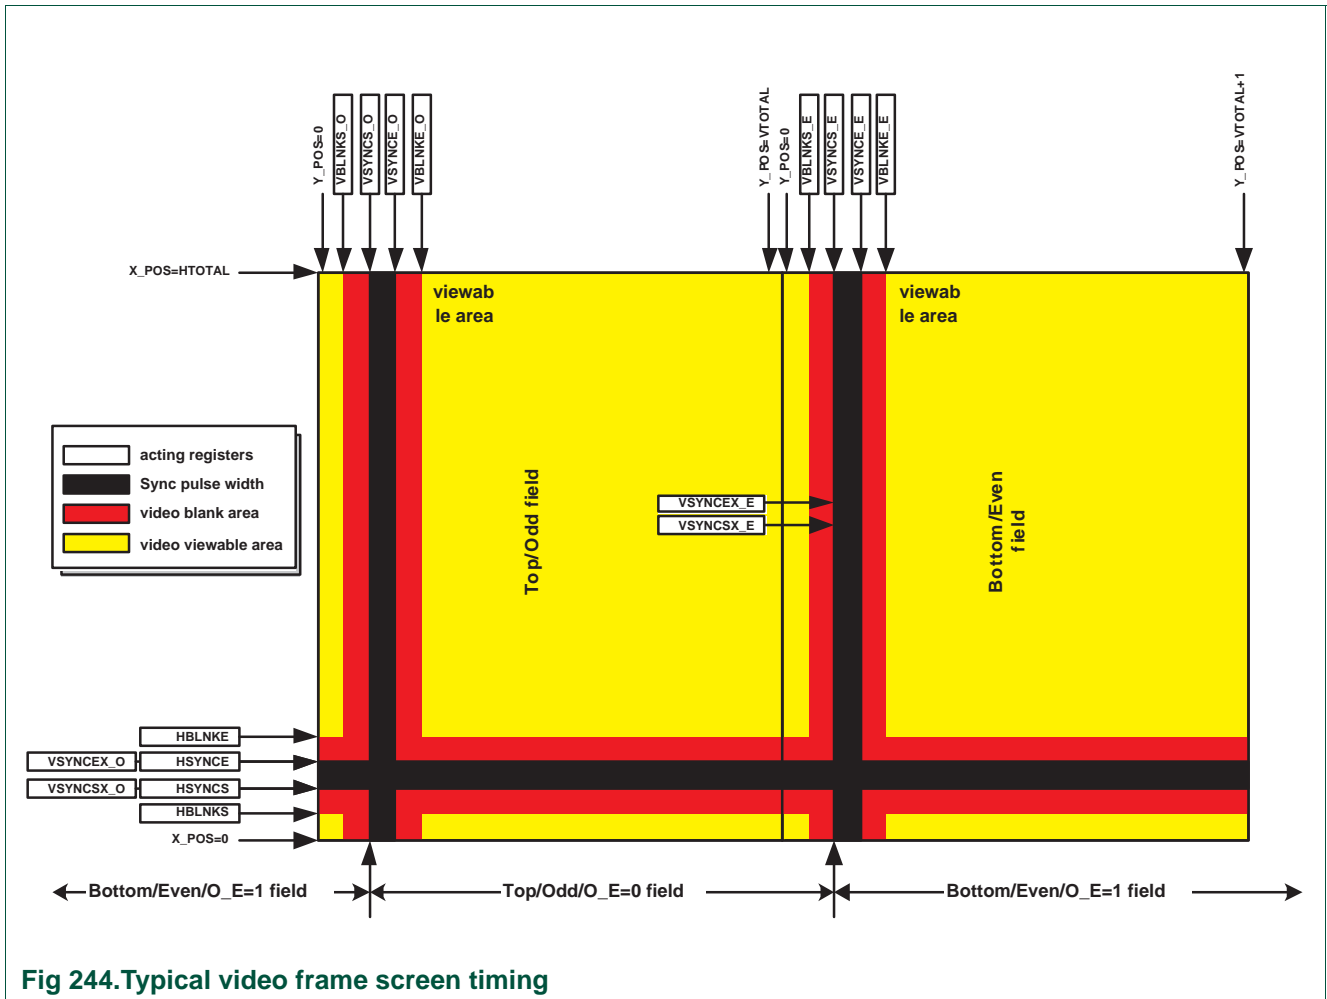 Y_POS=0
VBLNKS_O
VSYNCS_O
VSYNCE_O
VBLNKE_O
Y_POS=VTOTAL
Y_POS=0
VBLNKS_E
VSYNCS_E
VSYNCE_E
VBLNKE_E
Y_POS=VTOTAL+1
X_POS=HTOTAL
viewab
le area
viewab
le area
acting registers
Sync pulse width
video blank area
video viewable area
Top/Odd field
VSYNCEX_E
VSYNCSX_E
Bottom/Even
field
HBLNKE
VSYNCEX_O HSYNCE
VSYNCSX_O HSYNCS
HBLNKS
X_POS=0
Bottom/Even/O_E=1 field Top/Odd/O_E=0 field Bottom/Even/O_E=1 field
Fig 244.Typical video frame screen timing